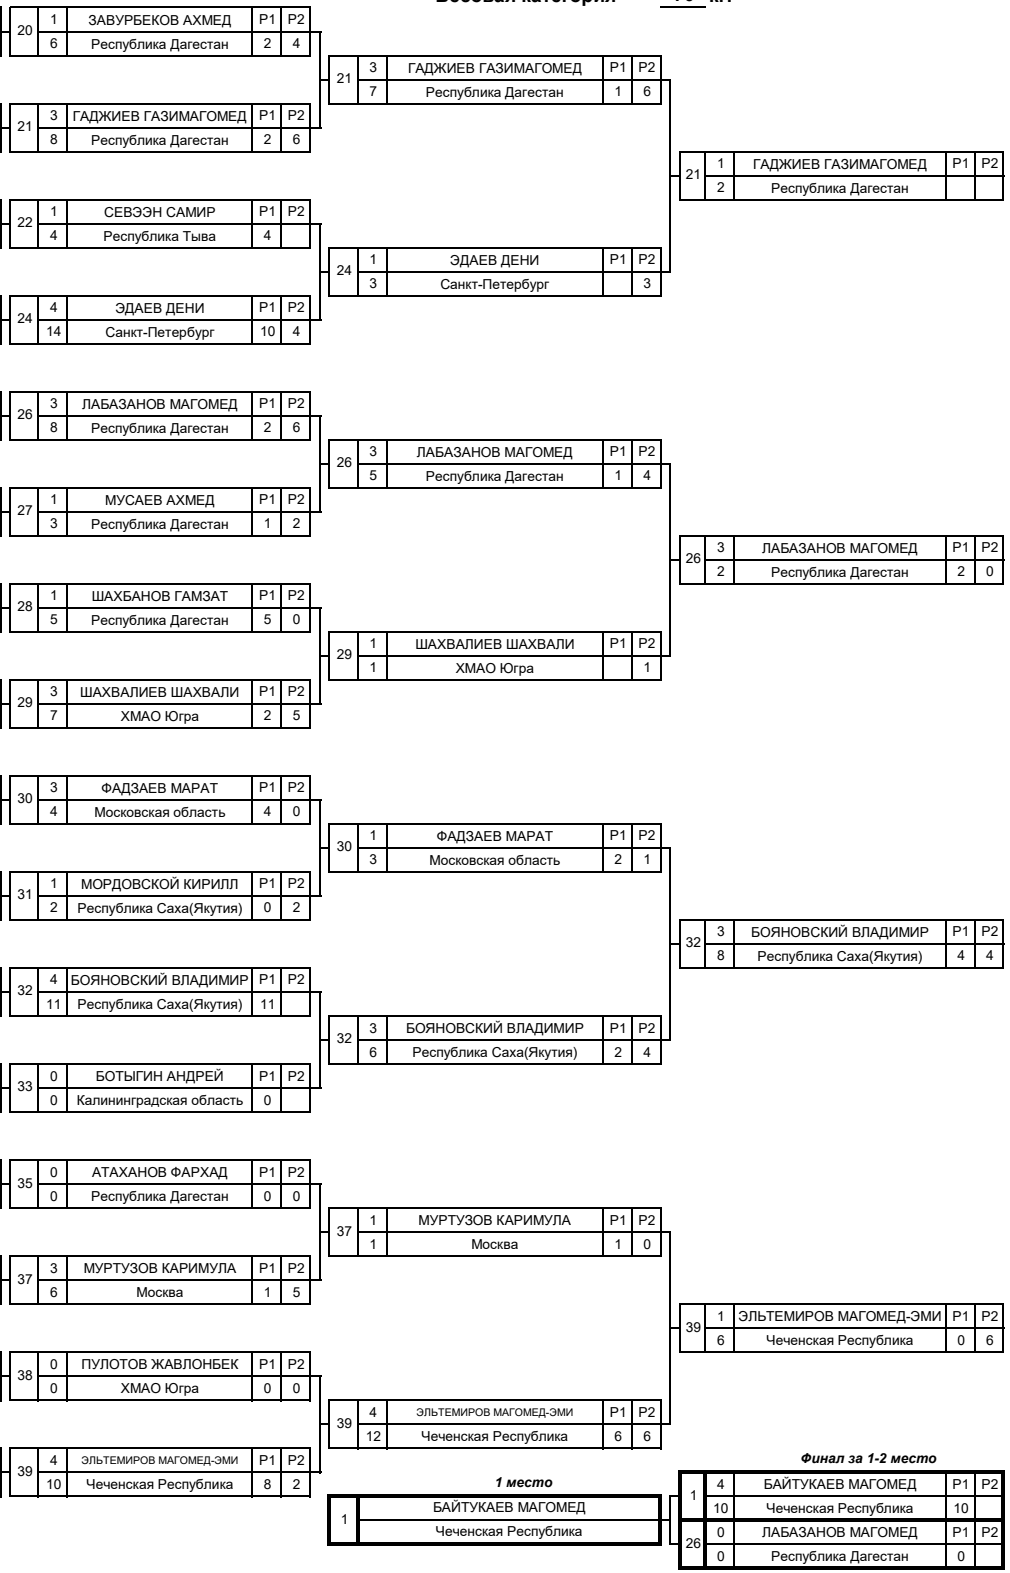 Весовая категория кг.
20 1 ЗАВУРБЕКОВ АХМЕД P1 P2
6 Республика Дагестан 2 4
21 3 ГАДЖИЕВ ГАЗИМАГОМЕД P1 P2
7 Республика Дагестан 1 6
21 3 ГАДЖИЕВ ГАЗИМАГОМЕД P1 P2
8 Республика Дагестан 2 6
21 1 ГАДЖИЕВ ГАЗИМАГОМЕД P1 P2
2 Республика Дагестан
22 1 СЕВЭЭН САМИР P1 P2
4 Республика Тыва 4
24 1 ЭДАЕВ ДЕНИ P1 P2
3 Санкт-Петербург 3
24 4 ЭДАЕВ ДЕНИ P1 P2
14 Санкт-Петербург 10 4
26 3 ЛАБАЗАНОВ МАГОМЕД P1 P2
8 Республика Дагестан 2 6
26 3 ЛАБАЗАНОВ МАГОМЕД P1 P2
5 Республика Дагестан 1 4
27 1 МУСАЕВ АХМЕД P1 P2
3 Республика Дагестан 1 2
26 3 ЛАБАЗАНОВ МАГОМЕД P1 P2
2 Республика Дагестан 2 0
28 1 ШАХБАНОВ ГАМЗАТ P1 P2
5 Республика Дагестан 5 0
29 1 ШАХВАЛИЕВ ШАХВАЛИ P1 P2
1 ХМАО Югра 1
29 3 ШАХВАЛИЕВ ШАХВАЛИ P1 P2
7 ХМАО Югра 2 5
30 3 ФАДЗАЕВ МАРАТ P1 P2
4 Московская область 4 0
30 1 ФАДЗАЕВ МАРАТ P1 P2
3 Московская область 2 1
31 1 МОРДОВСКОЙ КИРИЛЛ P1 P2
2 Республика Саха(Якутия) 0 2
32 3 БОЯНОВСКИЙ ВЛАДИМИР P1 P2
8 Республика Саха(Якутия) 4 4
32 4 БОЯНОВСКИЙ ВЛАДИМИР P1 P2
11 Республика Саха(Якутия) 11
32 3 БОЯНОВСКИЙ ВЛАДИМИР P1 P2
6 Республика Саха(Якутия) 2 4
33 0 БОТЫГИН АНДРЕЙ P1 P2
0 Калининградская область 0
35 0 АТАХАНОВ ФАРХАД P1 P2
0 Республика Дагестан 0 0
37 1 МУРТУЗОВ КАРИМУЛА P1 P2
1 Москва 1 0
37 3 МУРТУЗОВ КАРИМУЛА P1 P2
6 Москва 1 5
39 1 ЭЛЬТЕМИРОВ МАГОМЕД-ЭМИ P1 P2
6 Чеченская Республика 0 6
38 0 ПУЛОТОВ ЖАВЛОНБЕК P1 P2
0 ХМАО Югра 0 0
39 4 ЭЛЬТЕМИРОВ МАГОМЕД-ЭМИ P1 P2
12 Чеченская Республика 6 6
39 4 ЭЛЬТЕМИРОВ МАГОМЕД-ЭМИ P1 P2
10 Чеченская Республика 8 2
Финал за 1-2 место
1 место
1 4 БАЙТУКАЕВ МАГОМЕД P1 P2
10 Чеченская Республика 10
1 БАЙТУКАЕВ МАГОМЕД
Чеченская Республика
26 0 ЛАБАЗАНОВ МАГОМЕД P1 P2
0 Республика Дагестан 0